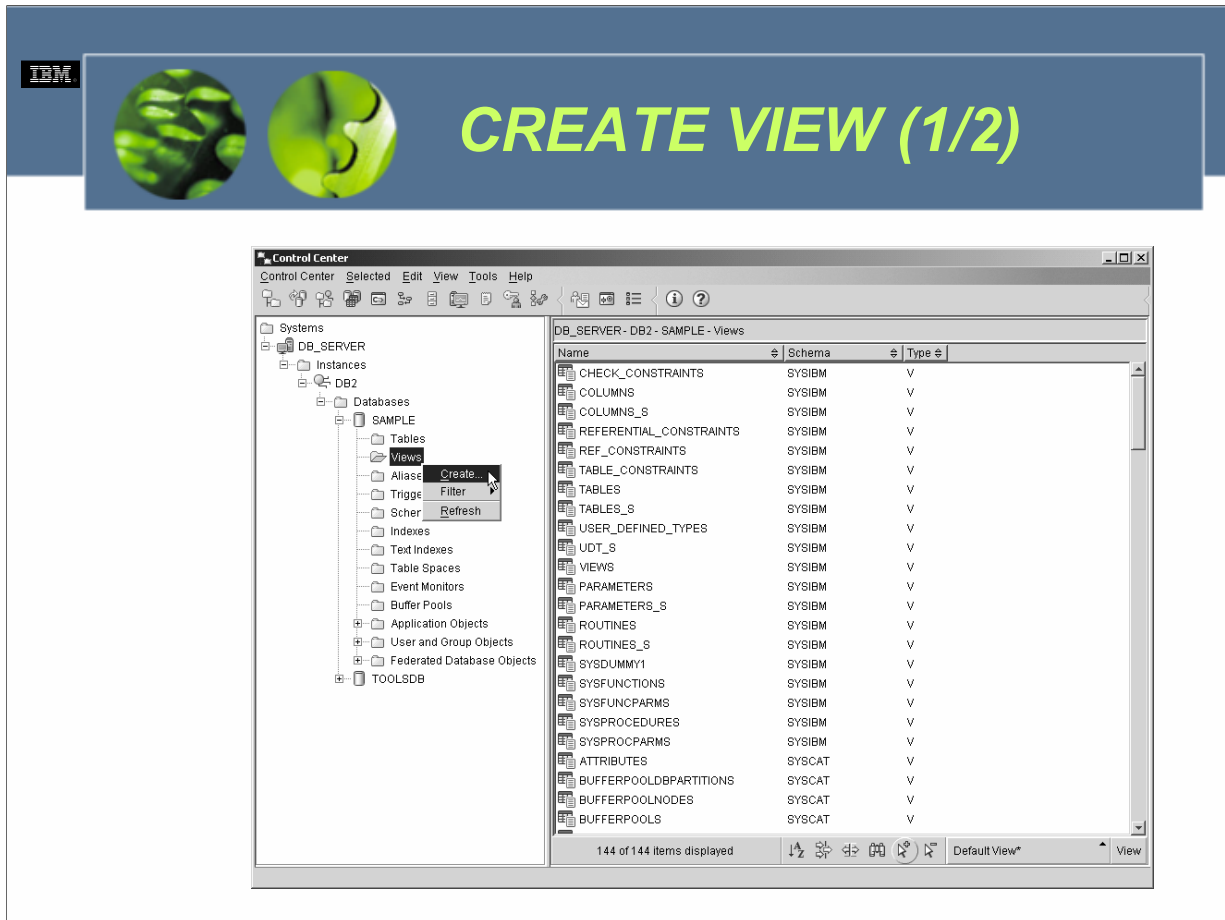 IBM.
CREATE VIEW (1/2)
Control Center
Control Center Selected Edit View Tools Help
Systems
DB_SERVER
Instances
DB2
Databases
SAMPLE
Tables
Views
Aliase
Trigge
Scher
Indexes
Text Indexes
Table Spaces
Event Monitors
Buffer Pools
Application Objects
User and Group Objects
Federated Database Objects
TOOLSDB
Create...
Filter
Refresh
DB_SERVER - DB2 - SAMPLE - Views
Name Schema Type
CHECK_CONSTRAINTS SYSIBM V
COLUMNS SYSIBM V
COLUMNS_S SYSIBM V
REFERENTIAL_CONSTRAINTS SYSIBM V
REF_CONSTRAINTS SYSIBM V
TABLE_CONSTRAINTS SYSIBM V
TABLES SYSIBM V
TABLES_S SYSIBM V
USER_DEFINED_TYPES SYSIBM V
UDT_S SYSIBM V
VIEWS SYSIBM V
PARAMETERS SYSIBM V
PARAMETERS_S SYSIBM V
ROUTINES SYSIBM V
ROUTINES_S SYSIBM V
SYSDUMMY1 SYSIBM V
SYSFUNCTIONS SYSIBM V
SYSFUNCPARMS SYSIBM V
SYSPROCEDURES SYSIBM V
SYSPROCPARMS SYSIBM V
ATTRIBUTES SYSCAT V
BUFFERPOOLDBPARTITIONS SYSCAT V
BUFFERPOOLNODES SYSCAT V
BUFFERPOOLS SYSCAT V
144 of 144 items displayed Default View* View